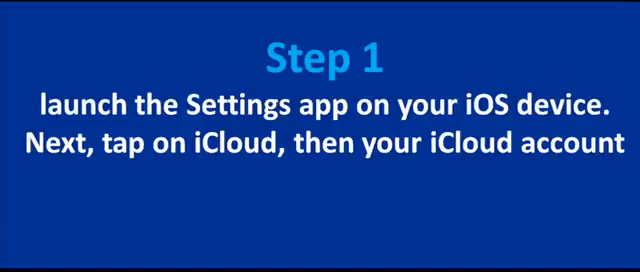 Step 1
launch the Settings app on your iOS device.
Next, tap on iCloud, then your iCloud account